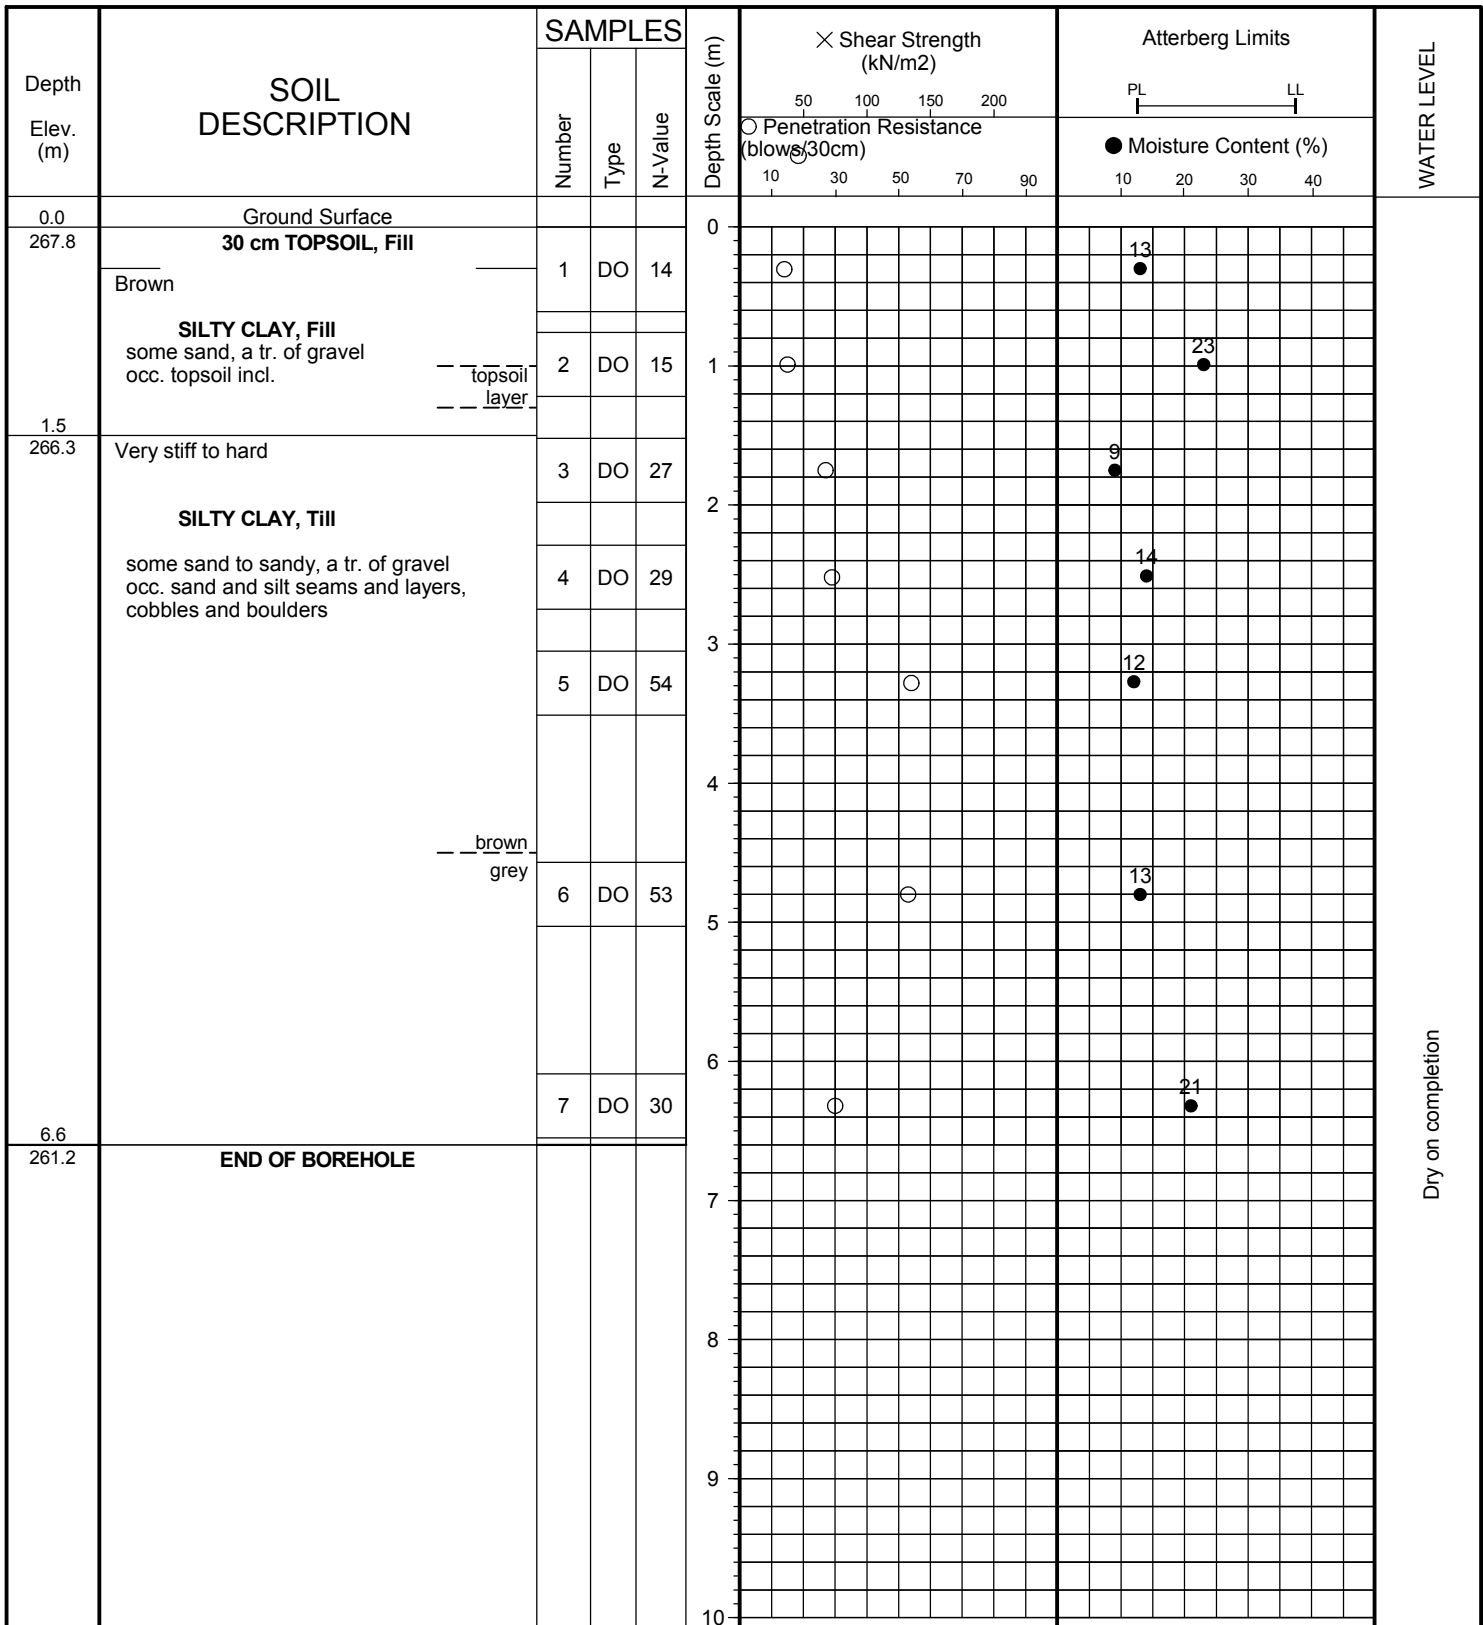 SAMPLES
Depth
Elev.
(m)
SOIL
DESCRIPTION
Number
Type
N-Value
Depth Scale (m)
× Shear Strength
(kN/m2)
50 100 150 200
○ Penetration Resistance
(blows/30cm)
10 30 50 70 90
Atterberg Limits
PL LL
● Moisture Content (%)
10 20 30 40
WATER LEVEL
0.0 Ground Surface
0
267.8 30 cm TOPSOIL, Fill
13
1 DO 14
Brown
SILTY CLAY, Fill
some sand, a tr. of gravel
occ. topsoil incl.
topsoil
layer
2 DO 15
1
23
1.5
266.3 Very stiff to hard
3 DO 27
9
2
SILTY CLAY, Till
some sand to sandy, a tr. of gravel
occ. sand and silt seams and layers,
cobbles and boulders
4 DO 29
14
3
5 DO 54
12
4
brown
grey
6 DO 53
13
5
6
7 DO 30
21
6.6
261.2 END OF BOREHOLE
Dry on completion
7
8
9
10